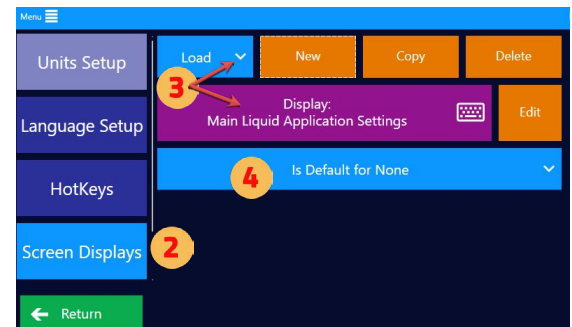 Menu
Units Setup
Load
New
Copy
Delete
3
Display:
Main Liquid Application Settings
Edit
Language Setup
Is Default for None
4
HotKeys
Screen Displays
2
Return